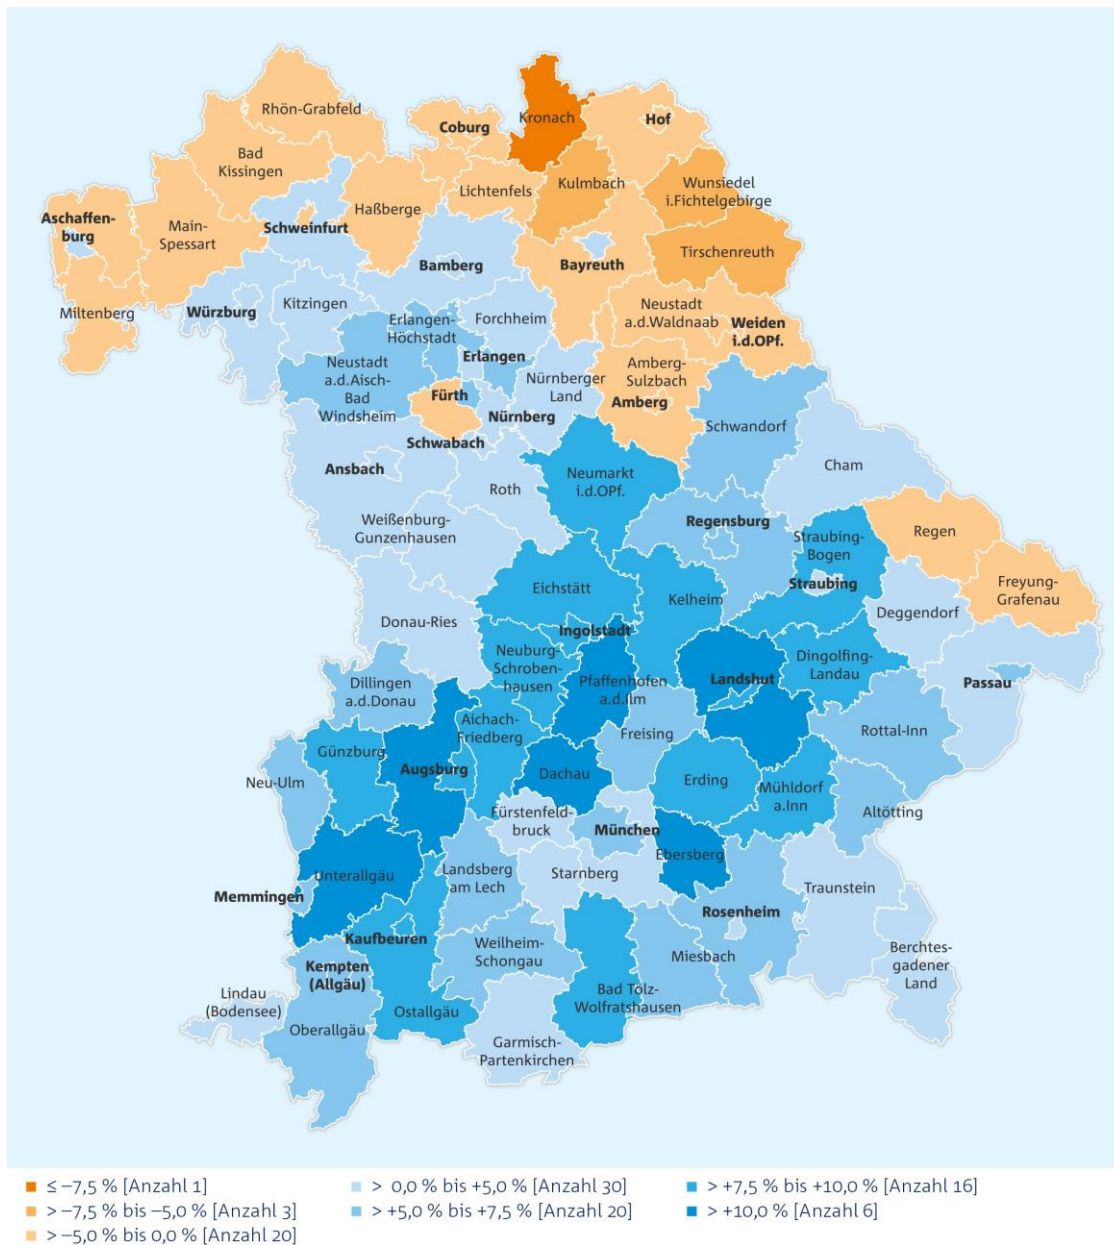 Rhön-Grabfeld
Coburg
Kronach
Hof
Bad
Kissingen
Kulmbach
Wunsiedel
i.Fichtelgebirge
Lichtenfels
Haßberge
Aschaffen-
burg
Main-
Spessart
Schweinfurt
Tirschenreuth
Bamberg
Bayreuth
Miltenberg
Würzburg
Kitzingen
Neustadt
a.d.Waldnaab
Weiden
i.d.OPf.
Erlangen-
Höchstadt
Forchheim
Erlangen
Neustadt
a.d.Aisch-
Bad
Windsheim
Nürnberger
Land
Amberg-
Sulzbach
Amberg
Fürth
Nürnberg
Schwabach
Schwandorf
Ansbach
Roth
Neumarkt
i.d.OPf.
Cham
Weißenburg-
Gunzenhausen
Regensburg
Straubing-
Bogen
Regen
Straubing
Freyung-
Grafenau
Eichstätt
Kelheim
Deggendorf
Donau-Ries
Ingolstadt
Neuburg-
Schroben-
hausen
Dingolfing-
Landau
Landshut
Pfaffenhofen
a.d.Ilm
Passau
Dillingen
a.d.Donau
Aichach-
Friedberg
Freising
Rottal-Inn
Günzburg
Augsburg
Dachau
Erding
Mühldorf
a.Inn
Neu-Ulm
Altötting
Fürstenfeld-
bruck
München
Ebersberg
Unterallgäu
Landsberg
am Lech
Starnberg
Traunstein
Memmingen
Rosenheim
Kaufbeuren
Weilheim-
Schongau
Miesbach
Berchtes-
gadener
Land
Kempten
(Allgäu)
Bad Tölz-
Wolfratshausen
Lindau
(Bodensee)
Oberallgäu
Ostallgäu
Garmisch-
Partenkirchen
≤ –7,5 % [Anzahl 1]
> –7,5 % bis –5,0 % [Anzahl 3]
> –5,0 % bis 0,0 % [Anzahl 20]
> 0,0 % bis +5,0 % [Anzahl 30]
> +5,0 % bis +7,5 % [Anzahl 20]
> +7,5 % bis +10,0 % [Anzahl 16]
> +10,0 % [Anzahl 6]